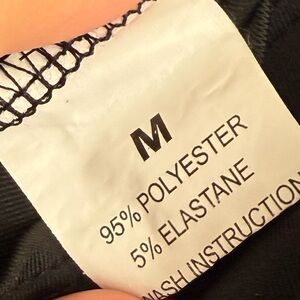 M
95% POLYESTER
5% ELASTANE
WASH INSTRUCTION